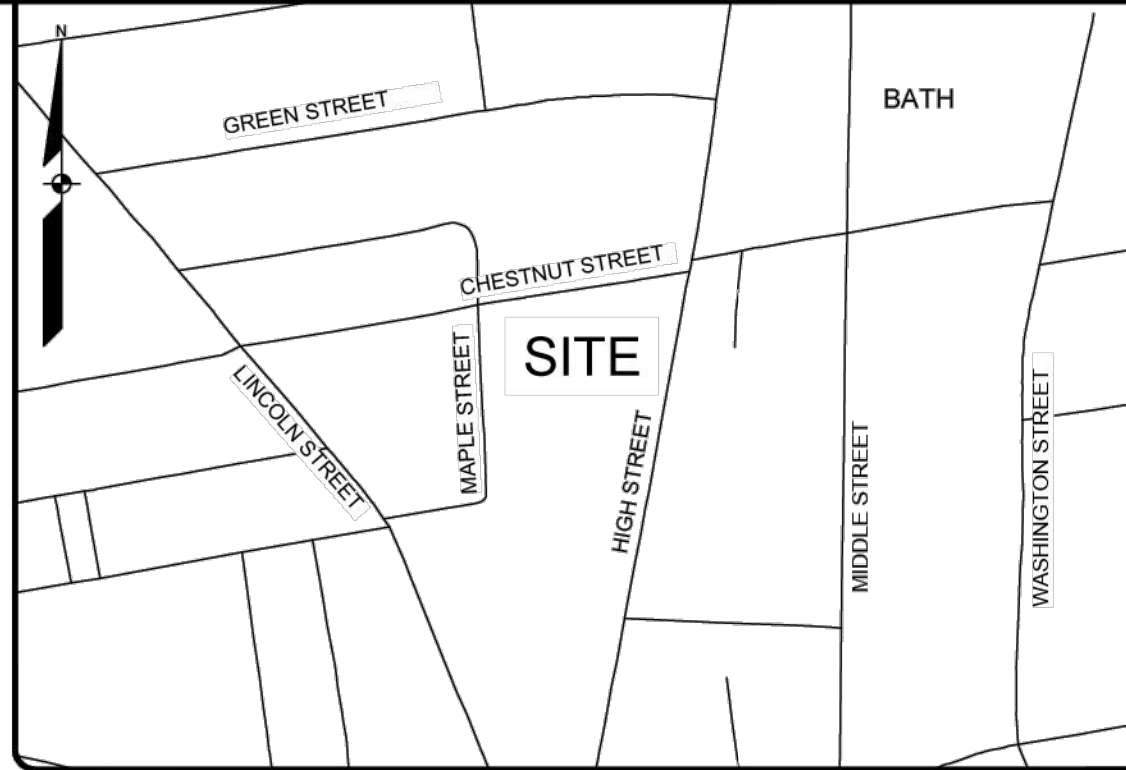 N
GREEN STREET
BATH
CHESTNUT STREET
SITE
LINCOLN STREET
MAPLE STREET
HIGH STREET
MIDDLE STREET
WASHINGTON STREET